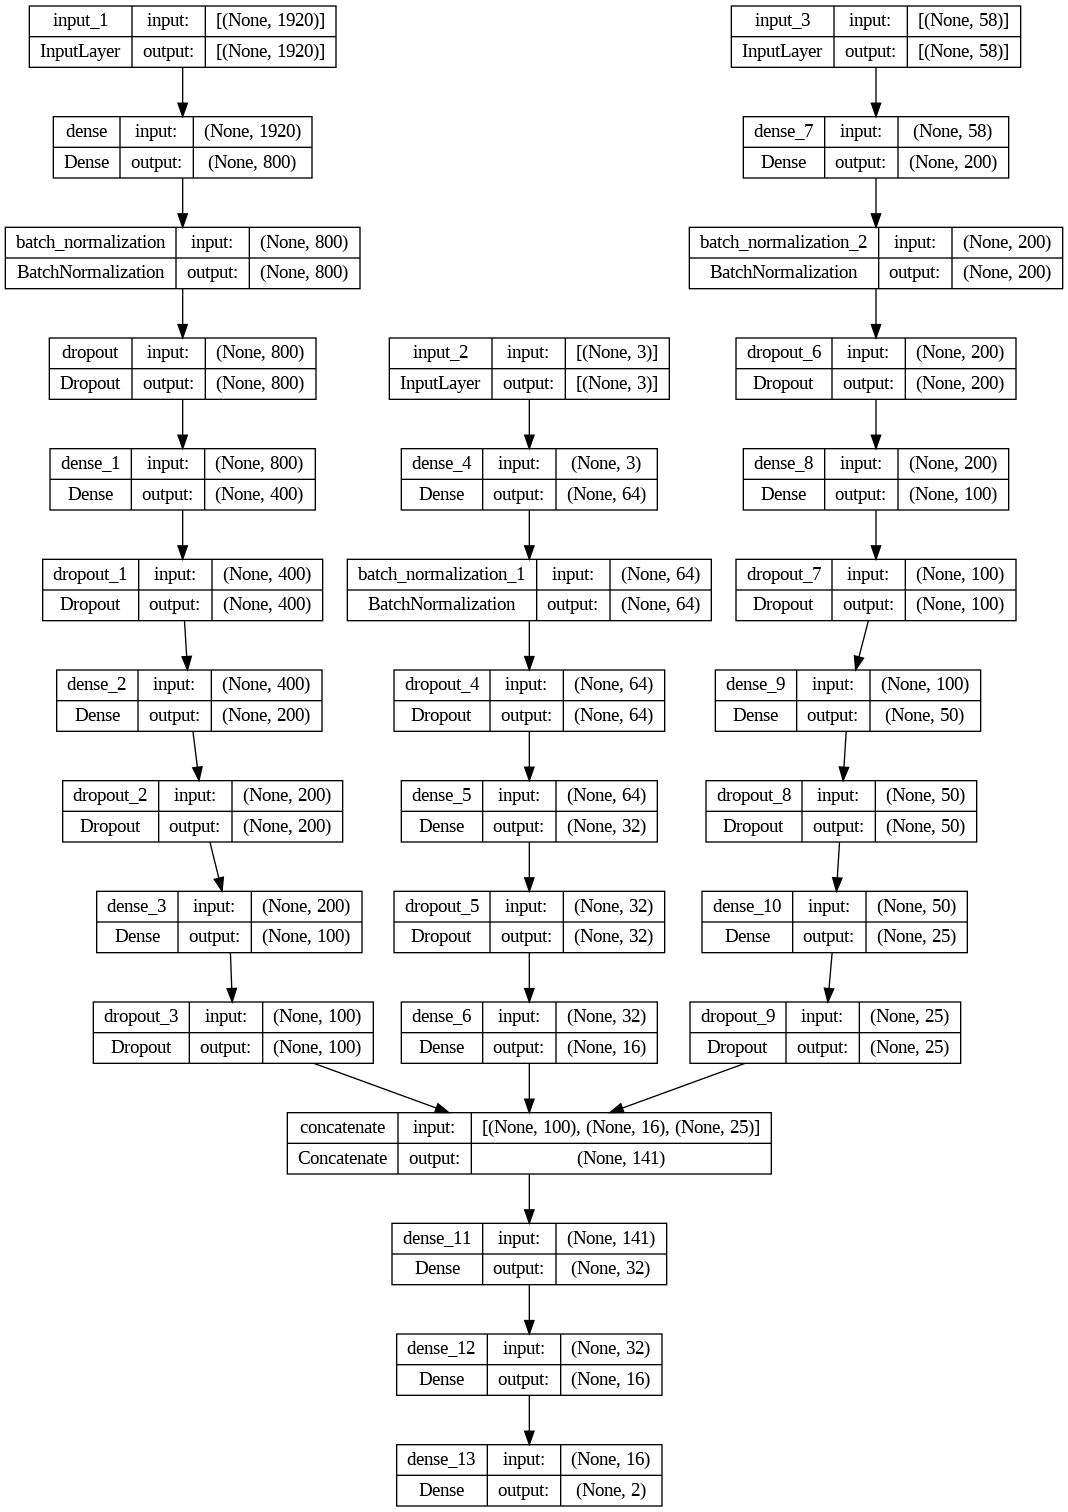 input_1 input: [(None, 1920)]
InputLayer output: [(None, 1920)]
dense input: (None, 1920)
Dense output: (None, 800)
batch_normalization input: (None, 800)
BatchNormalization output: (None, 800)
dropout input: (None, 800)
Dropout output: (None, 800)
dense_1 input: (None, 800)
Dense output: (None, 400)
dropout_1 input: (None, 400)
Dropout output: (None, 400)
dense_2 input: (None, 400)
Dense output: (None, 200)
dropout_2 input: (None, 200)
Dropout output: (None, 200)
dense_3 input: (None, 200)
Dense output: (None, 100)
dropout_3 input: (None, 100)
Dropout output: (None, 100)
input_2 input: [(None, 3)]
InputLayer output: [(None, 3)]
dense_4 input: (None, 3)
Dense output: (None, 64)
batch_normalization_1 input: (None, 64)
BatchNormalization output: (None, 64)
dropout_4 input: (None, 64)
Dropout output: (None, 64)
dense_5 input: (None, 64)
Dense output: (None, 32)
dropout_5 input: (None, 32)
Dropout output: (None, 32)
dense_6 input: (None, 32)
Dense output: (None, 16)
input_3 input: [(None, 58)]
InputLayer output: [(None, 58)]
dense_7 input: (None, 58)
Dense output: (None, 200)
batch_normalization_2 input: (None, 200)
BatchNormalization output: (None, 200)
dropout_6 input: (None, 200)
Dropout output: (None, 200)
dense_8 input: (None, 200)
Dense output: (None, 100)
dropout_7 input: (None, 100)
Dropout output: (None, 100)
dense_9 input: (None, 100)
Dense output: (None, 50)
dropout_8 input: (None, 50)
Dropout output: (None, 50)
dense_10 input: (None, 50)
Dense output: (None, 25)
dropout_9 input: (None, 25)
Dropout output: (None, 25)
concatenate input: [(None, 100), (None, 16), (None, 25)]
Concatenate output: (None, 141)
dense_11 input: (None, 141)
Dense output: (None, 32)
dense_12 input: (None, 32)
Dense output: (None, 16)
dense_13 input: (None, 16)
Dense output: (None, 2)